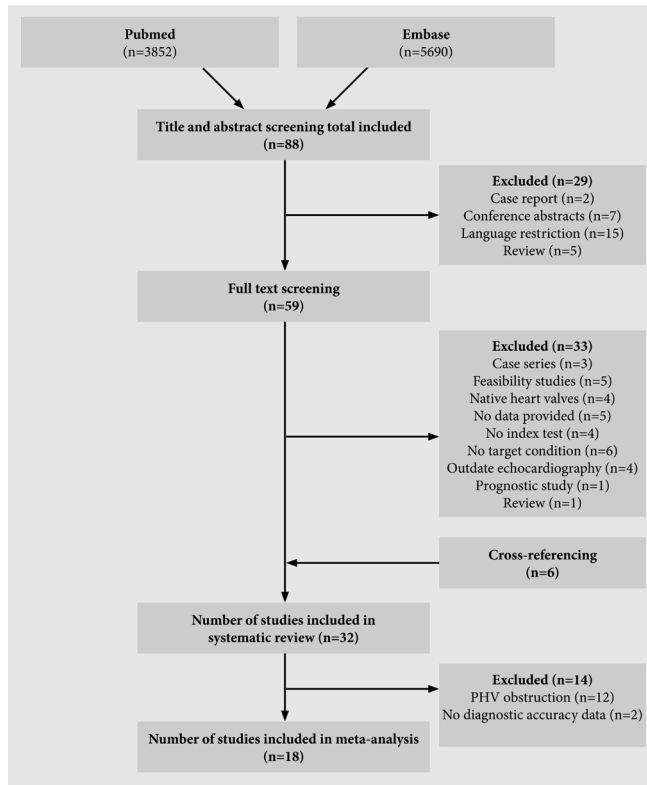 Pubmed
(n=3852)
Embase
(n=5690)
Title and abstract screening total included
(n=88)
Excluded (n=29)
Case report (n=2)
Conference abstracts (n=7)
Language restriction (n=15)
Review (n=5)
Full text screening
(n=59)
Excluded (n=33)
Case series (n=3)
Feasibility studies (n=5)
Native heart valves (n=4)
No data provided (n=5)
No index test (n=4)
No target condition (n=6)
Outdate echocardiography (n=4)
Prognostic study (n=1)
Review (n=1)
Cross-referencing
(n=6)
Number of studies included in
systematic review (n=32)
Excluded (n=14)
PHV obstruction (n=12)
No diagnostic accuracy data (n=2)
Number of studies included in meta-analysis
(n=18)